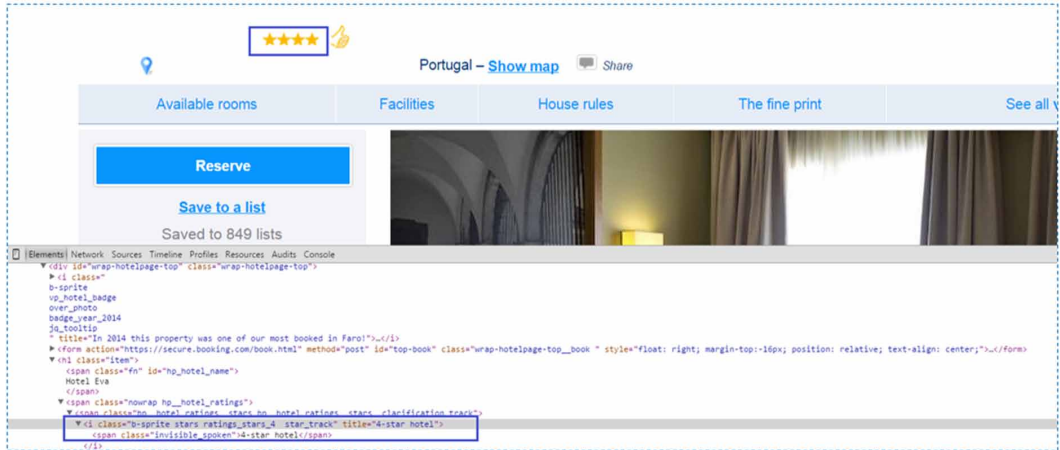 Portugal – Show map Share
Available rooms Facilities House rules The fine print See all
Reserve
Save to a list
Saved to 849 lists
Elements Network Sources Timeline Profiles Resources Audits Console
▼<div id="wrap-hotelpage-top" class="wrap-hotelpage-top">
▶<i class="
b-sprite
vp_hotel_badge
over_photo
badge_year_2014
jq_tooltip
" title="In 2014 this property was one of our most booked in Faro!">…</i>
▶<form action="https://secure.booking.com/book.html" method="post" id="top-book" class="wrap-hotelpage-top__book " style="float: right; margin-top:-16px; position: relative; text-align: center;">…</form>
▼<h1 class="item">
<span class="fn" id="hp_hotel_name">
Hotel Eva
</span>
▼<span class="nowrap hp__hotel_ratings">
▼<span class="hp__hotel_ratings__stars hp__hotel_ratings__stars__clarification_track">
▼<i class="b-sprite stars ratings_stars_4  star_track" title="4-star hotel">
<span class="invisible_spoken">4-star hotel</span>
</i>